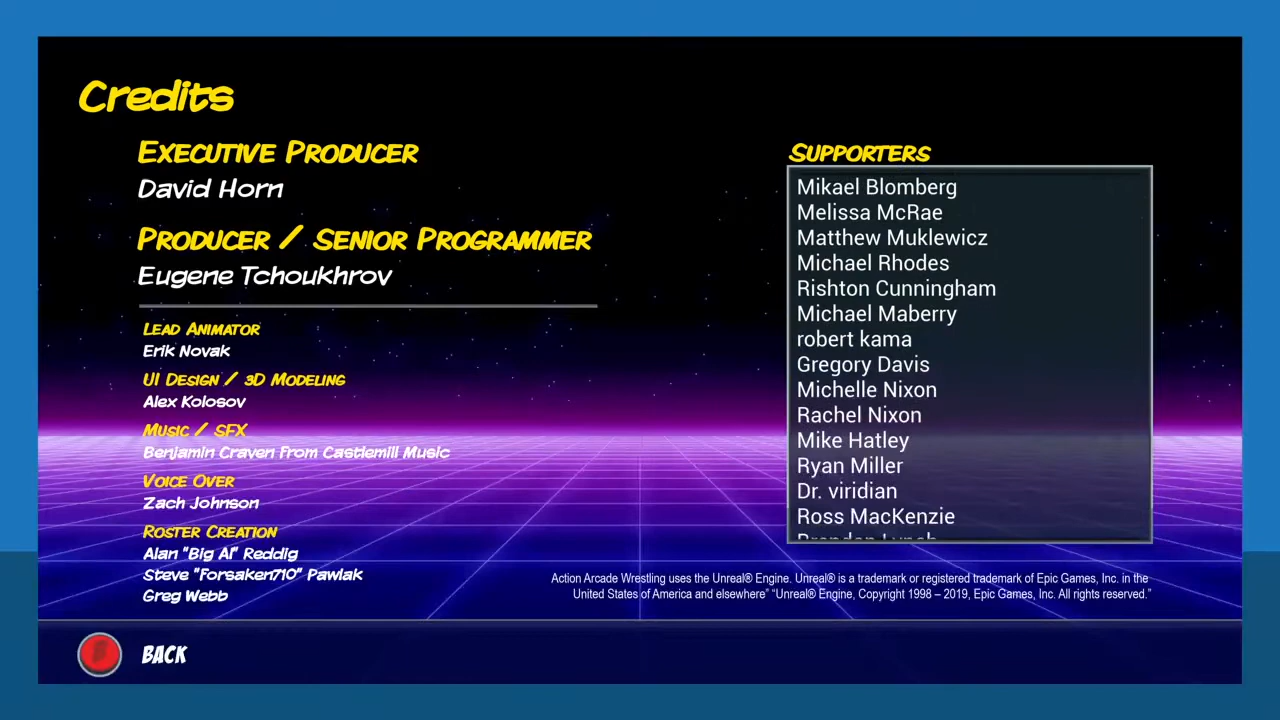 Credits
Executive Producer
David Horn
Producer / Senior Programmer
Eugene Tchoukhrov
Lead Animator
Erik Novak
UI Design / 3D Modeling
Alex Kolosov
Music / SFX
Benjamin Craven from Castlemill Music
Voice Over
Zach Johnson
Roster Creation
Alan "Big Al" Reddig
Steve "Forsaken710" Pawlak
Greg Webb
Supporters
Mikael Blomberg
Melissa McRae
Matthew Muklewicz
Michael Rhodes
Rishton Cunningham
Michael Maberry
robert kama
Gregory Davis
Michelle Nixon
Rachel Nixon
Mike Hatley
Ryan Miller
Dr. viridian
Ross MacKenzie
Action Arcade Wrestling uses the Unreal® Engine. Unreal® is a trademark or registered trademark of Epic Games, Inc. in the
United States of America and elsewhere" "Unreal® Engine, Copyright 1998 – 2019, Epic Games, Inc. All rights reserved."
BACK